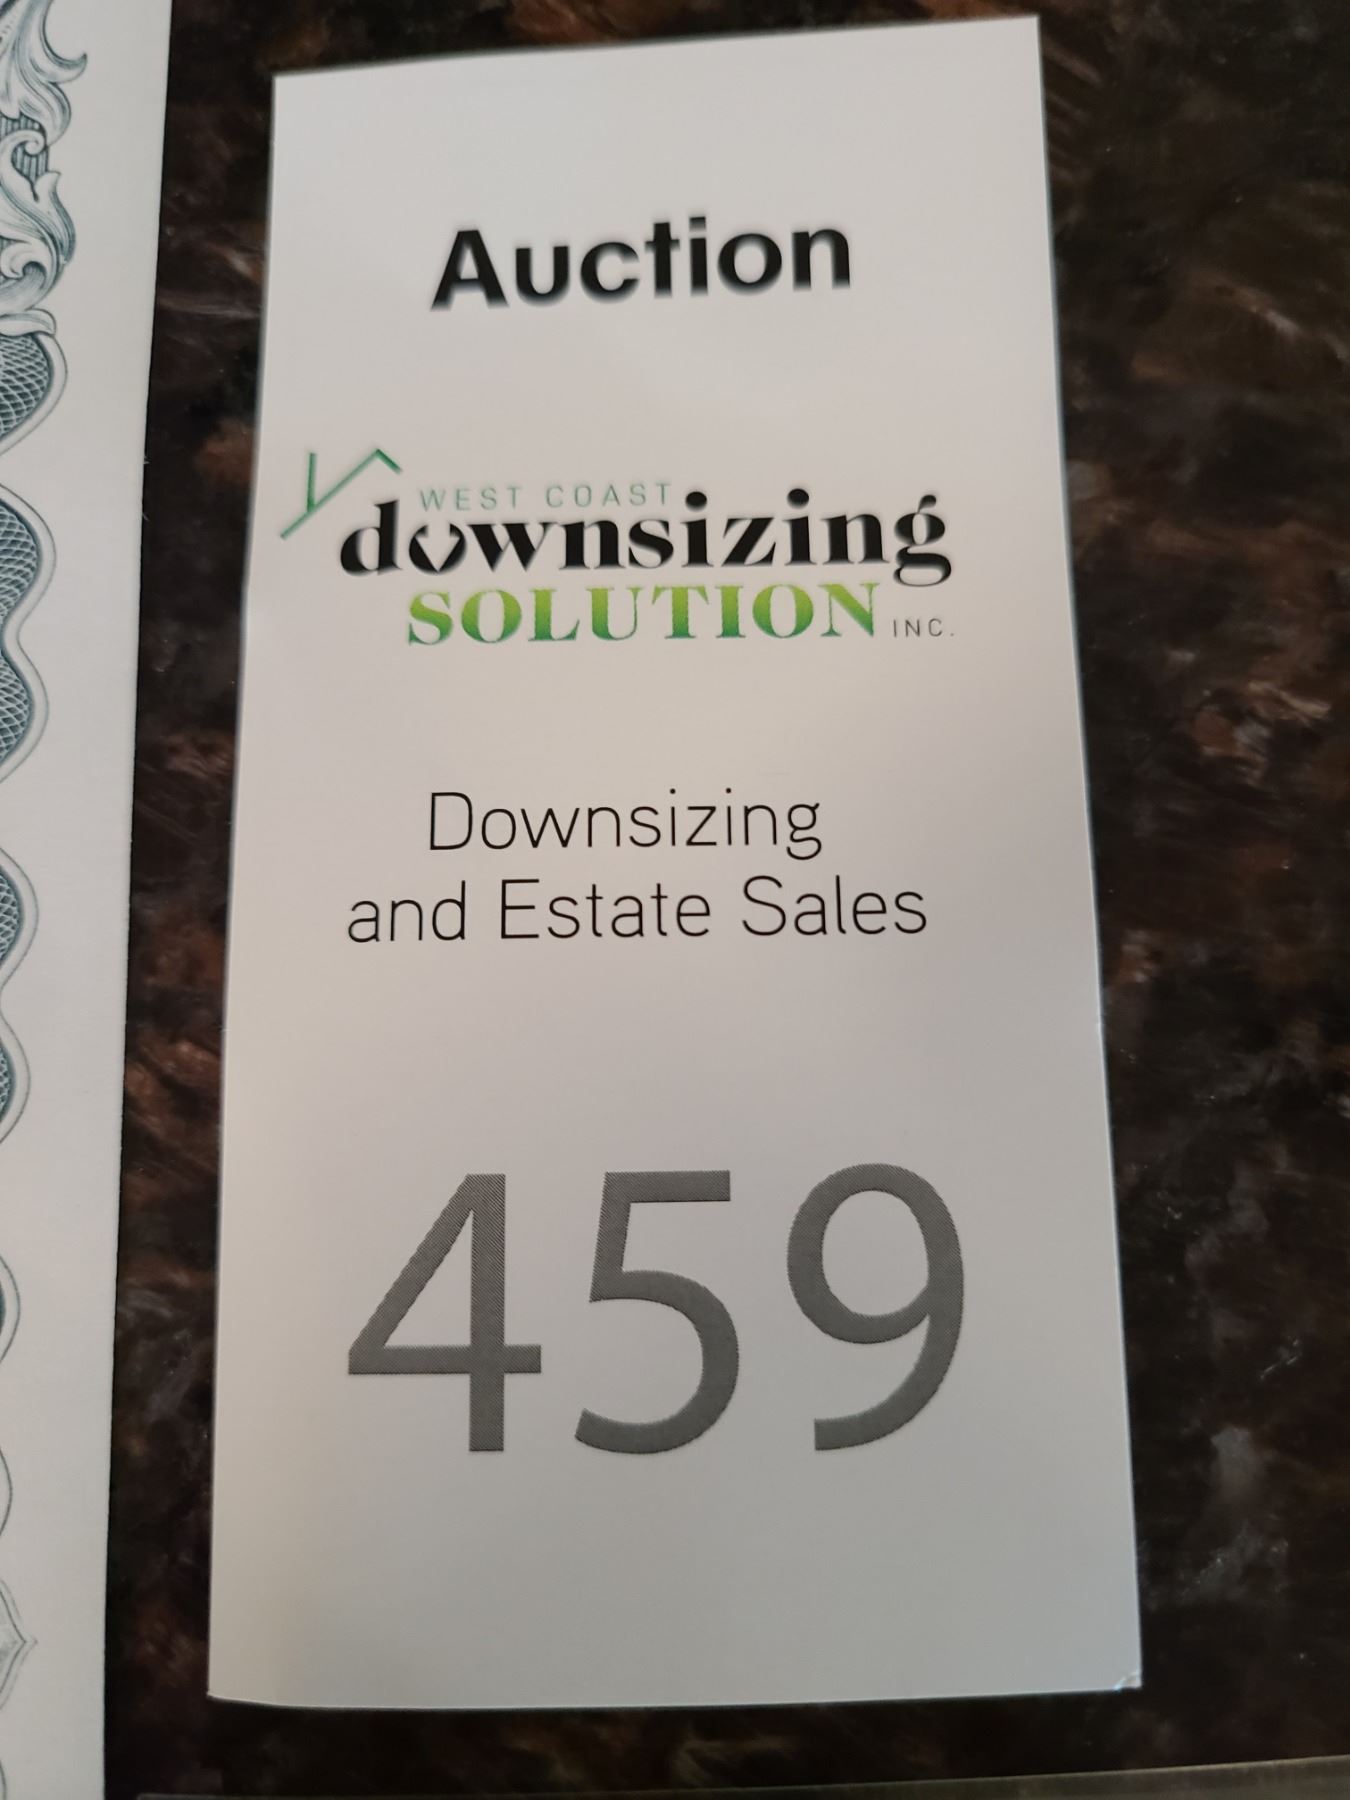 Auction
WEST COAST
downsizing
SOLUTION INC.
Downsizing
and Estate Sales
459